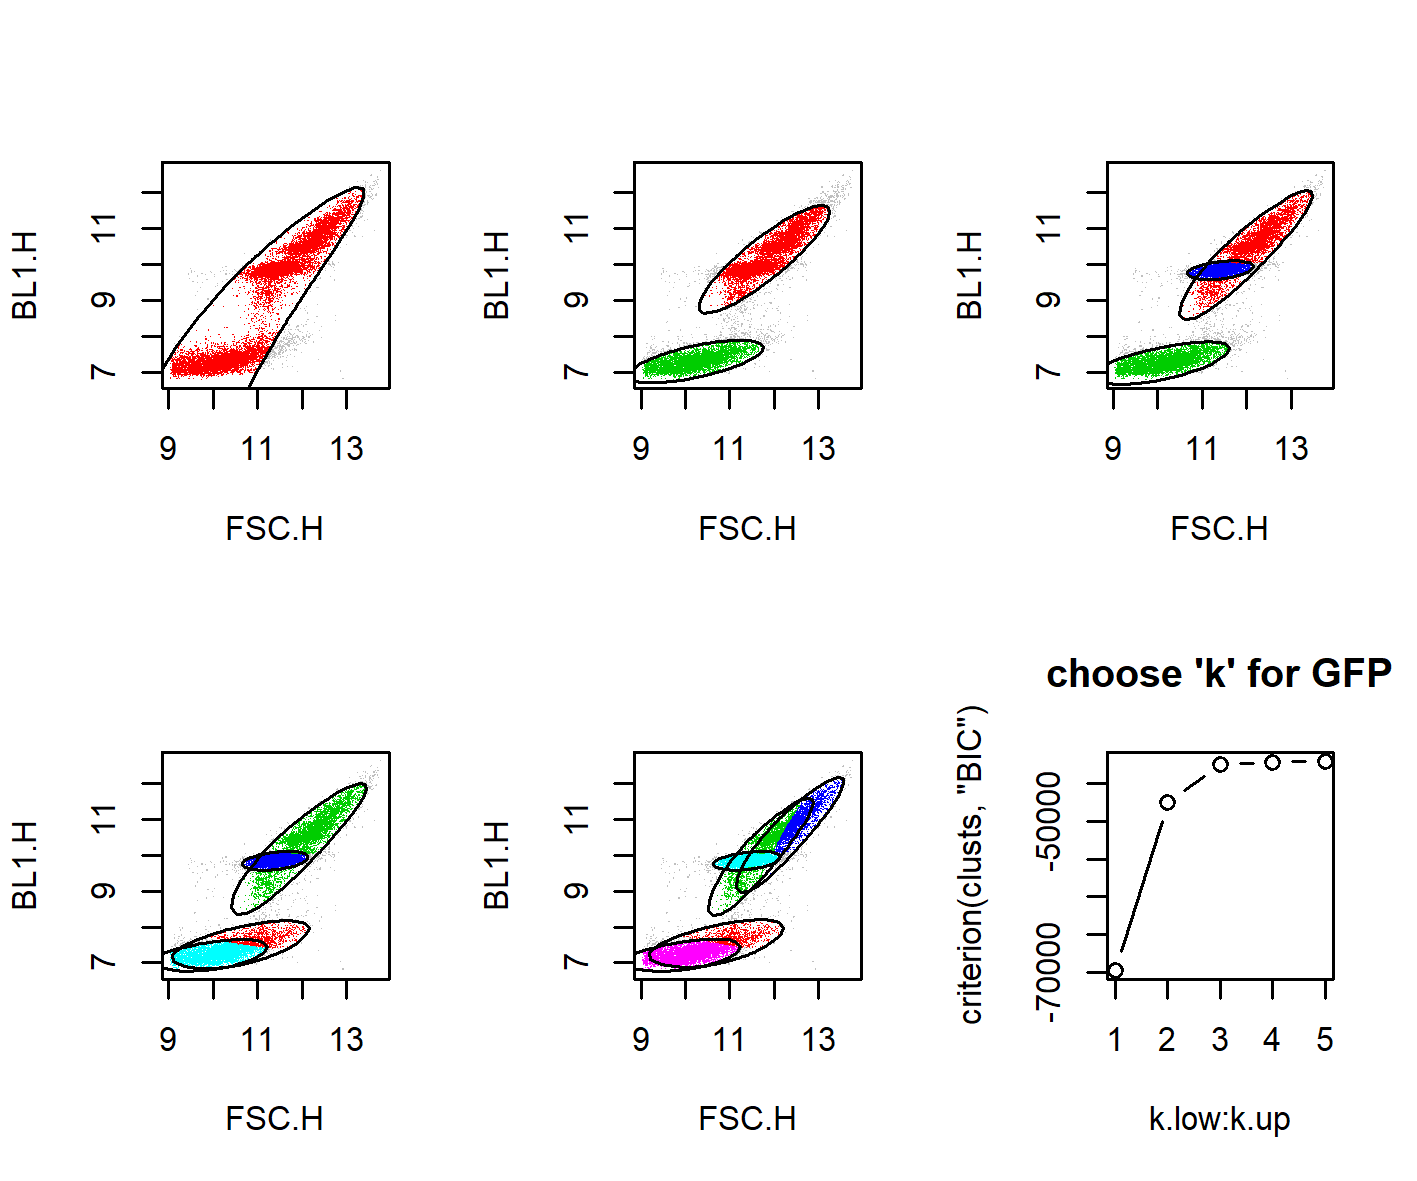 BL1.H
7 9 11
9 11 13
FSC.H
BL1.H
7 9 11
9 11 13
FSC.H
BL1.H
7 9 11
9 11 13
FSC.H
BL1.H
7 9 11
9 11 13
FSC.H
BL1.H
7 9 11
9 11 13
FSC.H
choose 'k' for GFP
criterion(clusts, "BIC")
-70000 -50000
1 2 3 4 5
k.low:k.up